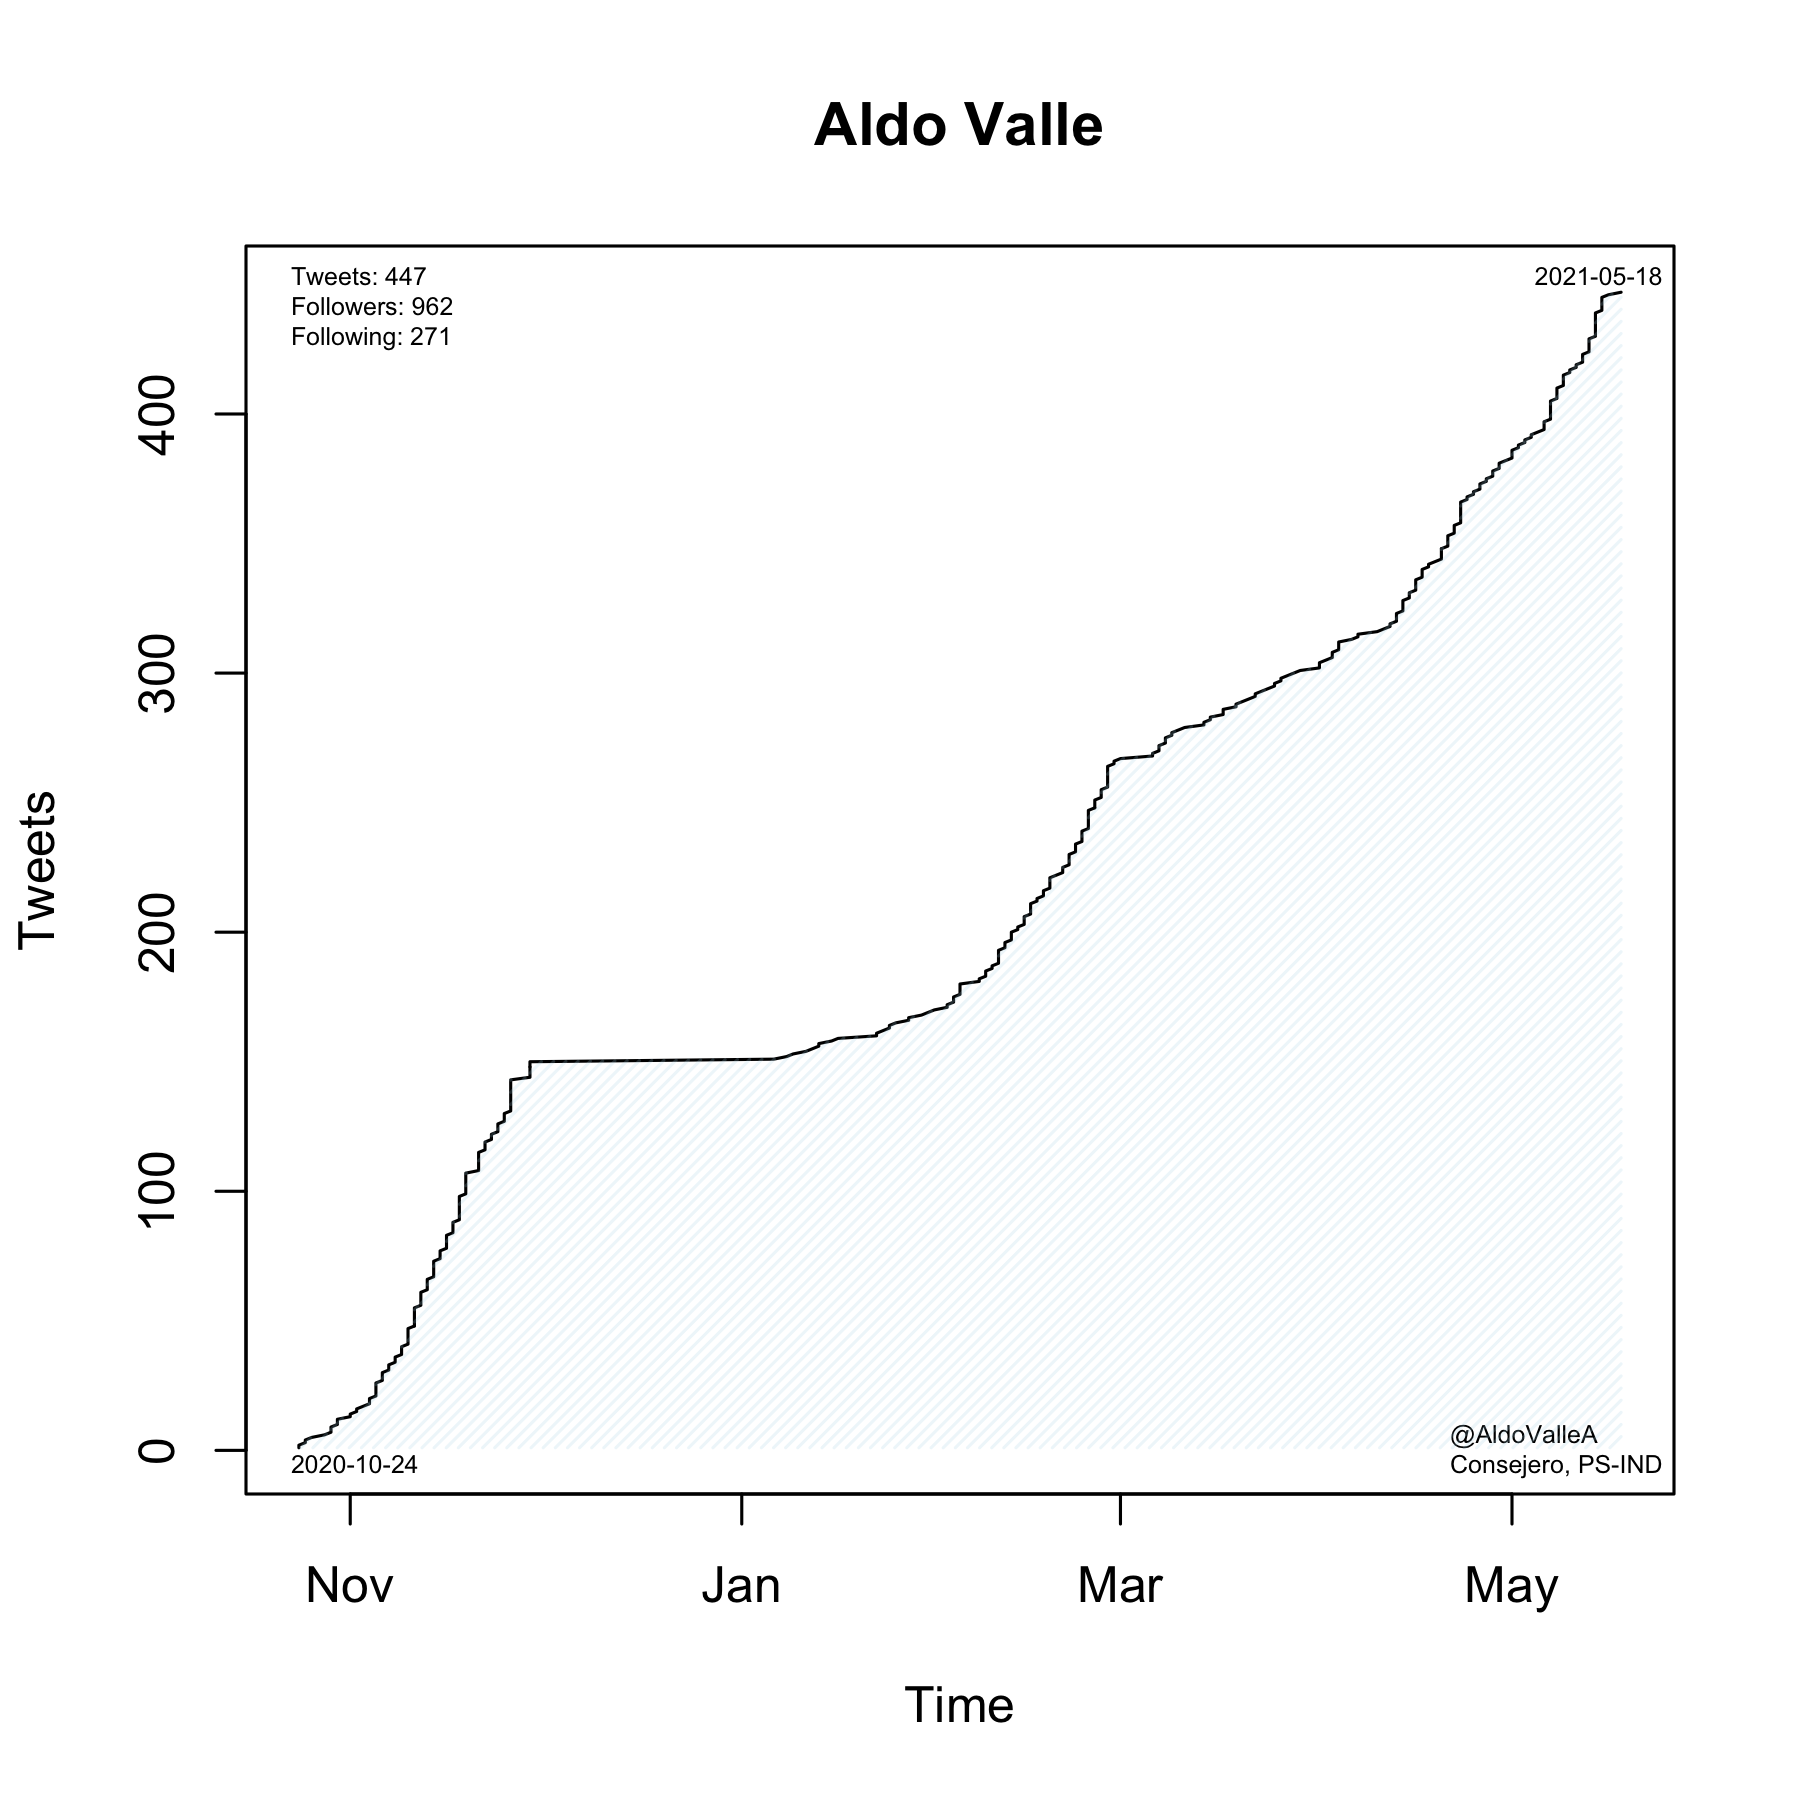 Aldo Valle
Tweets: 447
Followers: 962
Following: 271
2021-05-18
400
300
200
100
0
Tweets
2020-10-24
@AldoValleA
Consejero, PS-IND
Nov
Jan
Mar
May
Time